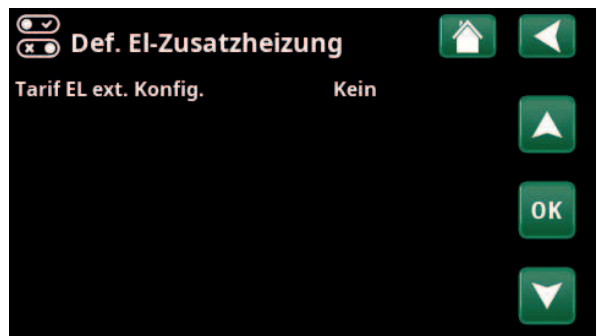 Def. El-Zusatzheizung
Tarif EL ext. Konfig. Kein
OK